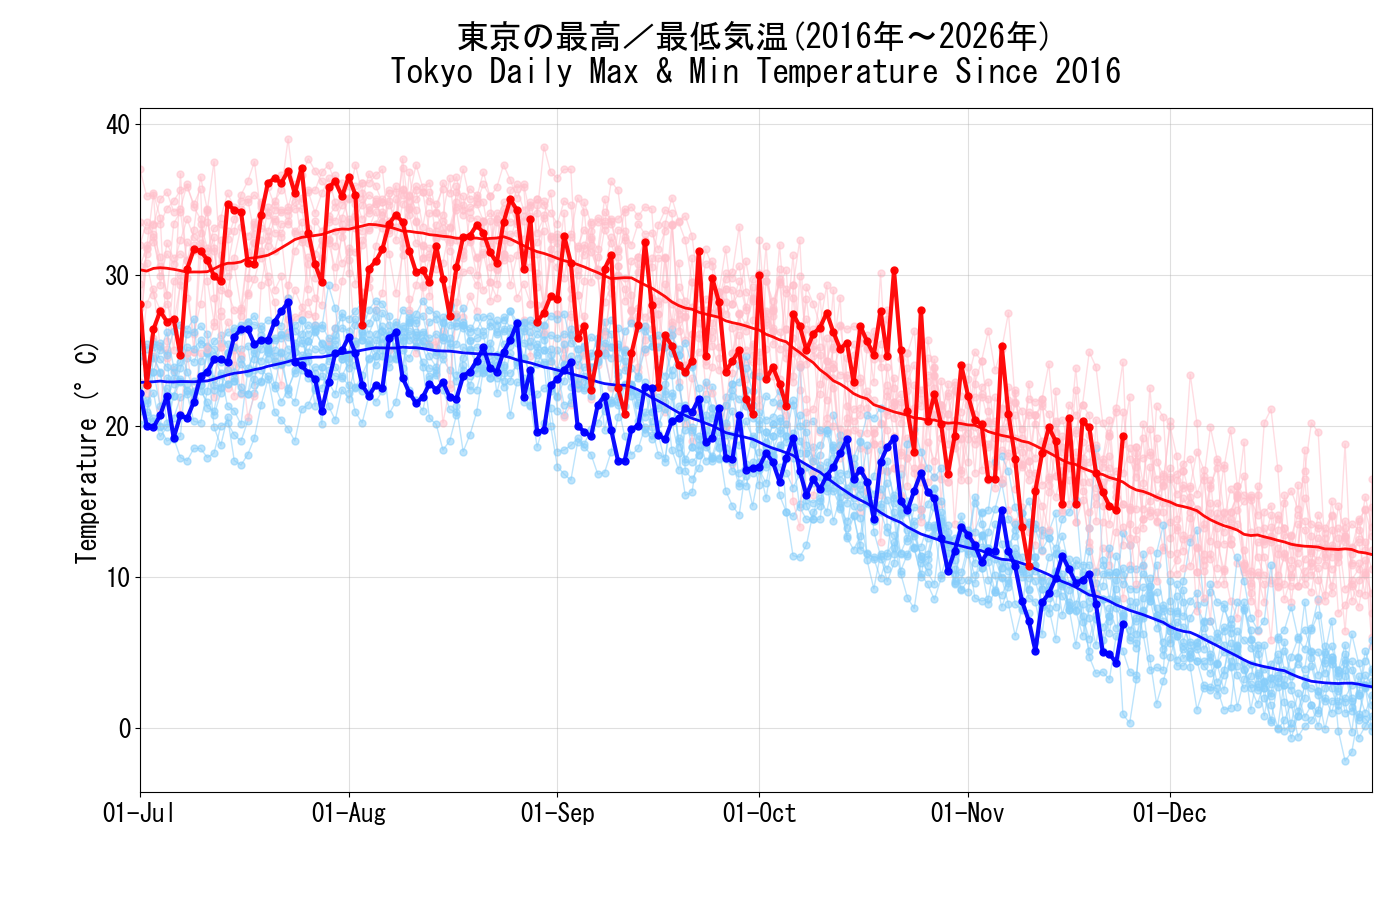 東京の最高／最低気温(2016年〜2026年)
Tokyo Daily Max & Min Temperature Since 2016
Temperature (° C)
40
30
20
10
0
01-Jul
01-Aug
01-Sep
01-Oct
01-Nov
01-Dec